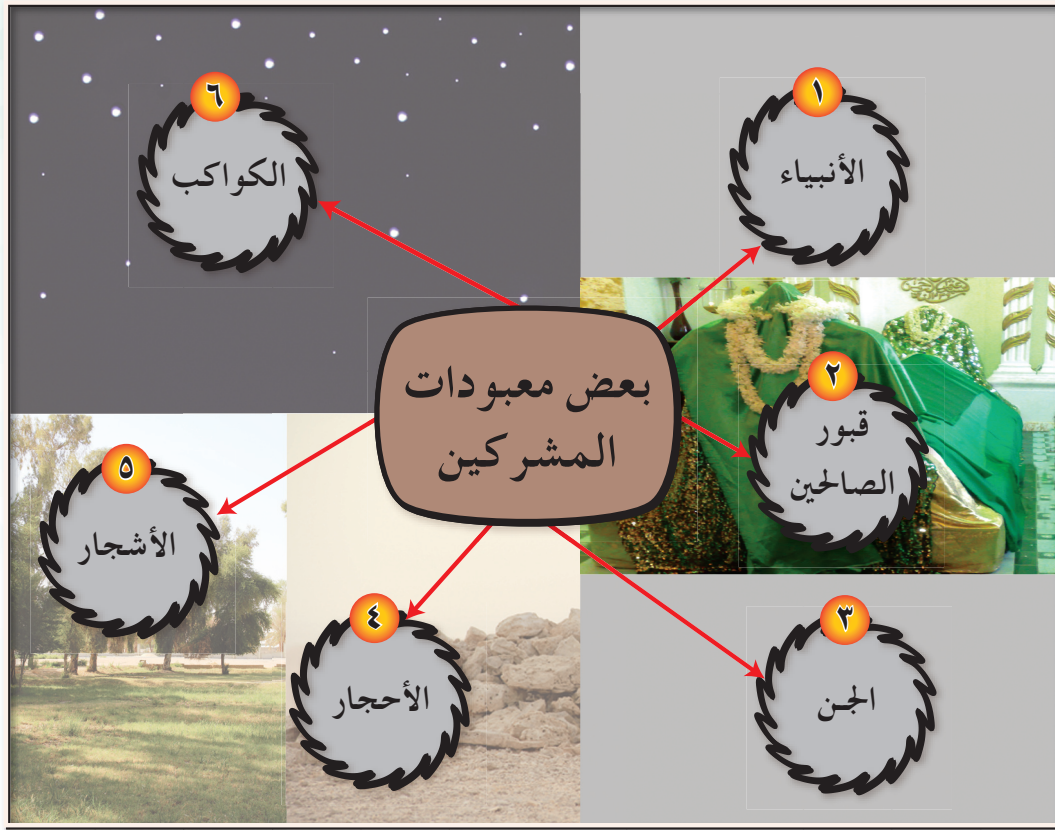 بعض معبودات
المشركين
١
الأنبياء
٢
قبور
الصالحين
٣
الجن
٤
الأحجار
٥
الأشجار
٦
الكواكب